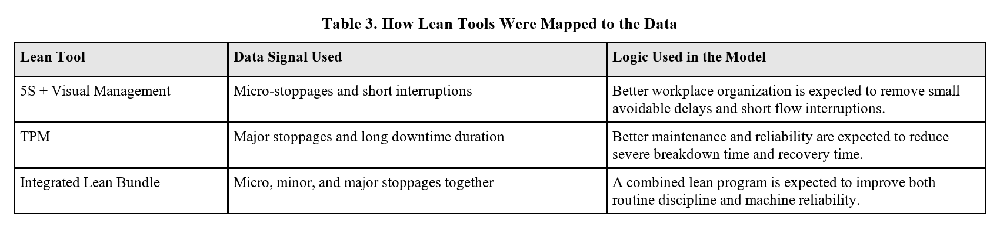 Table 3. How Lean Tools Were Mapped to the Data
Lean Tool
Data Signal Used
Logic Used in the Model
5S + Visual Management
Micro-stoppages and short interruptions
Better workplace organization is expected to remove small
avoidable delays and short flow interruptions.
TPM
Major stoppages and long downtime duration
Better maintenance and reliability are expected to reduce
severe breakdown time and recovery time.
Integrated Lean Bundle
Micro, minor, and major stoppages together
A combined lean program is expected to improve both
routine discipline and machine reliability.